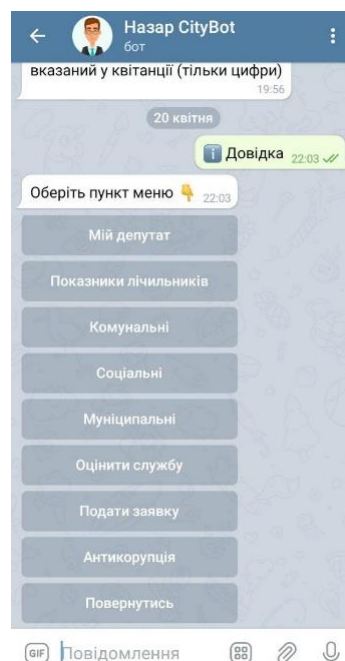 Назар CityBot
бот
вказаний у квітанції (тільки цифри)
19:56
20 квітня
Довідка 22:03
Оберіть пункт меню 22:03
Мій депутат
Показники лічильників
Комунальні
Соціальні
Муніципальні
Оцінити службу
Подати заявку
Антикорупція
Повернутись
GIF Повідомлення